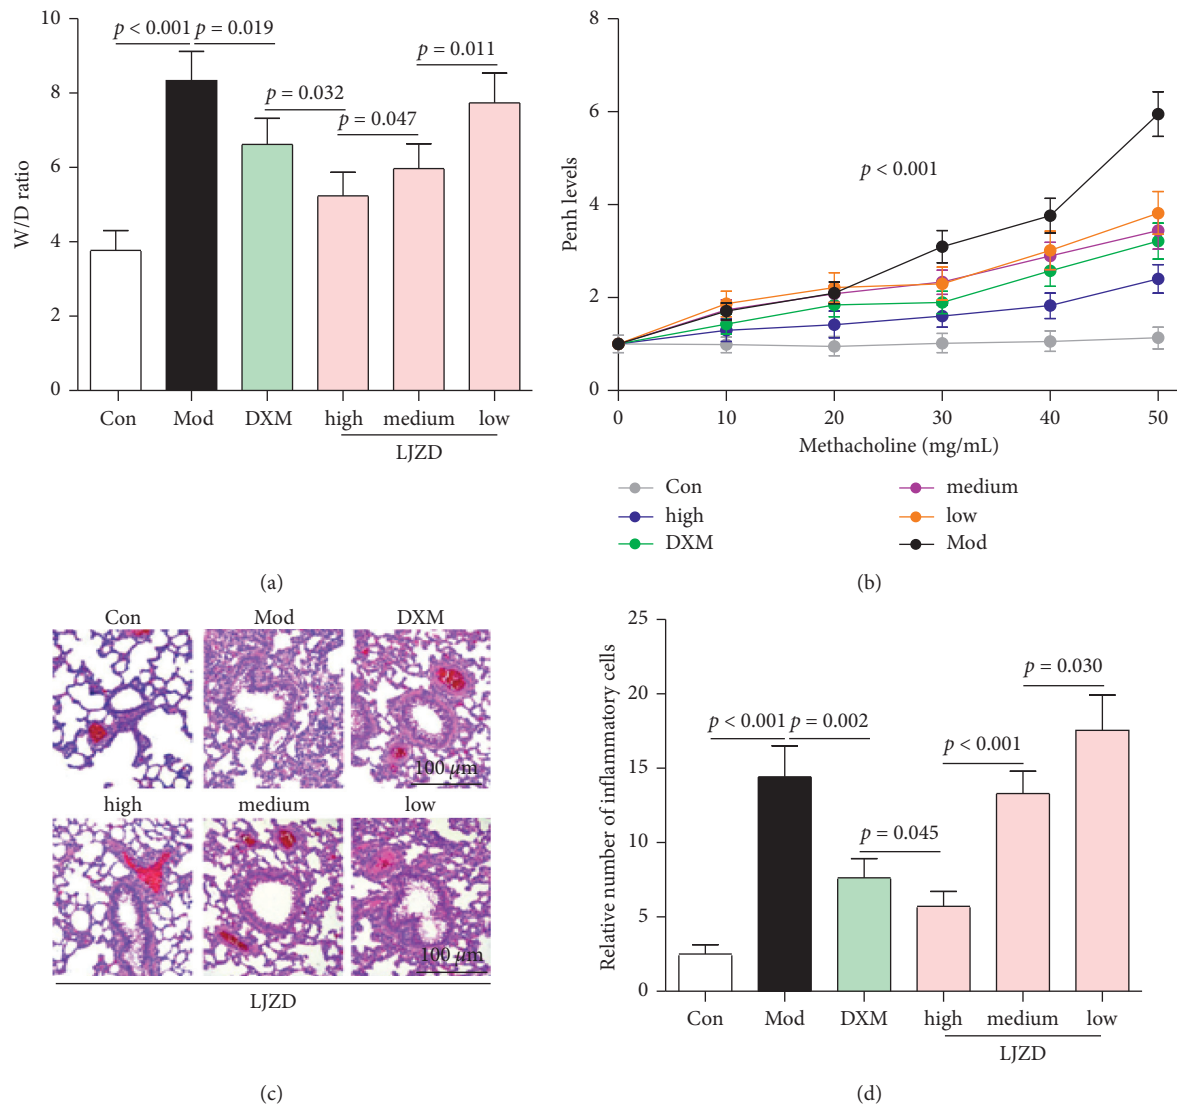 p < 0.001 p = 0.019
p = 0.011
p = 0.032
p = 0.047
W/D ratio
10
8
6
4
2
0
Con Mod DXM high medium low
LJZD
(a)
Penh levels
8
6
4
2
0
p < 0.001
0 10 20 30 40 50
Methacholine (mg/mL)
Con medium
high low
DXM Mod
(b)
Con Mod DXM
100 μm
high medium low
100 μm
LJZD
(c)
Relative number of inflammatory cells
25
20
15
10
5
0
p = 0.030
p < 0.001 p = 0.002
p < 0.001
p = 0.045
Con Mod DXM high medium low
LJZD
(d)